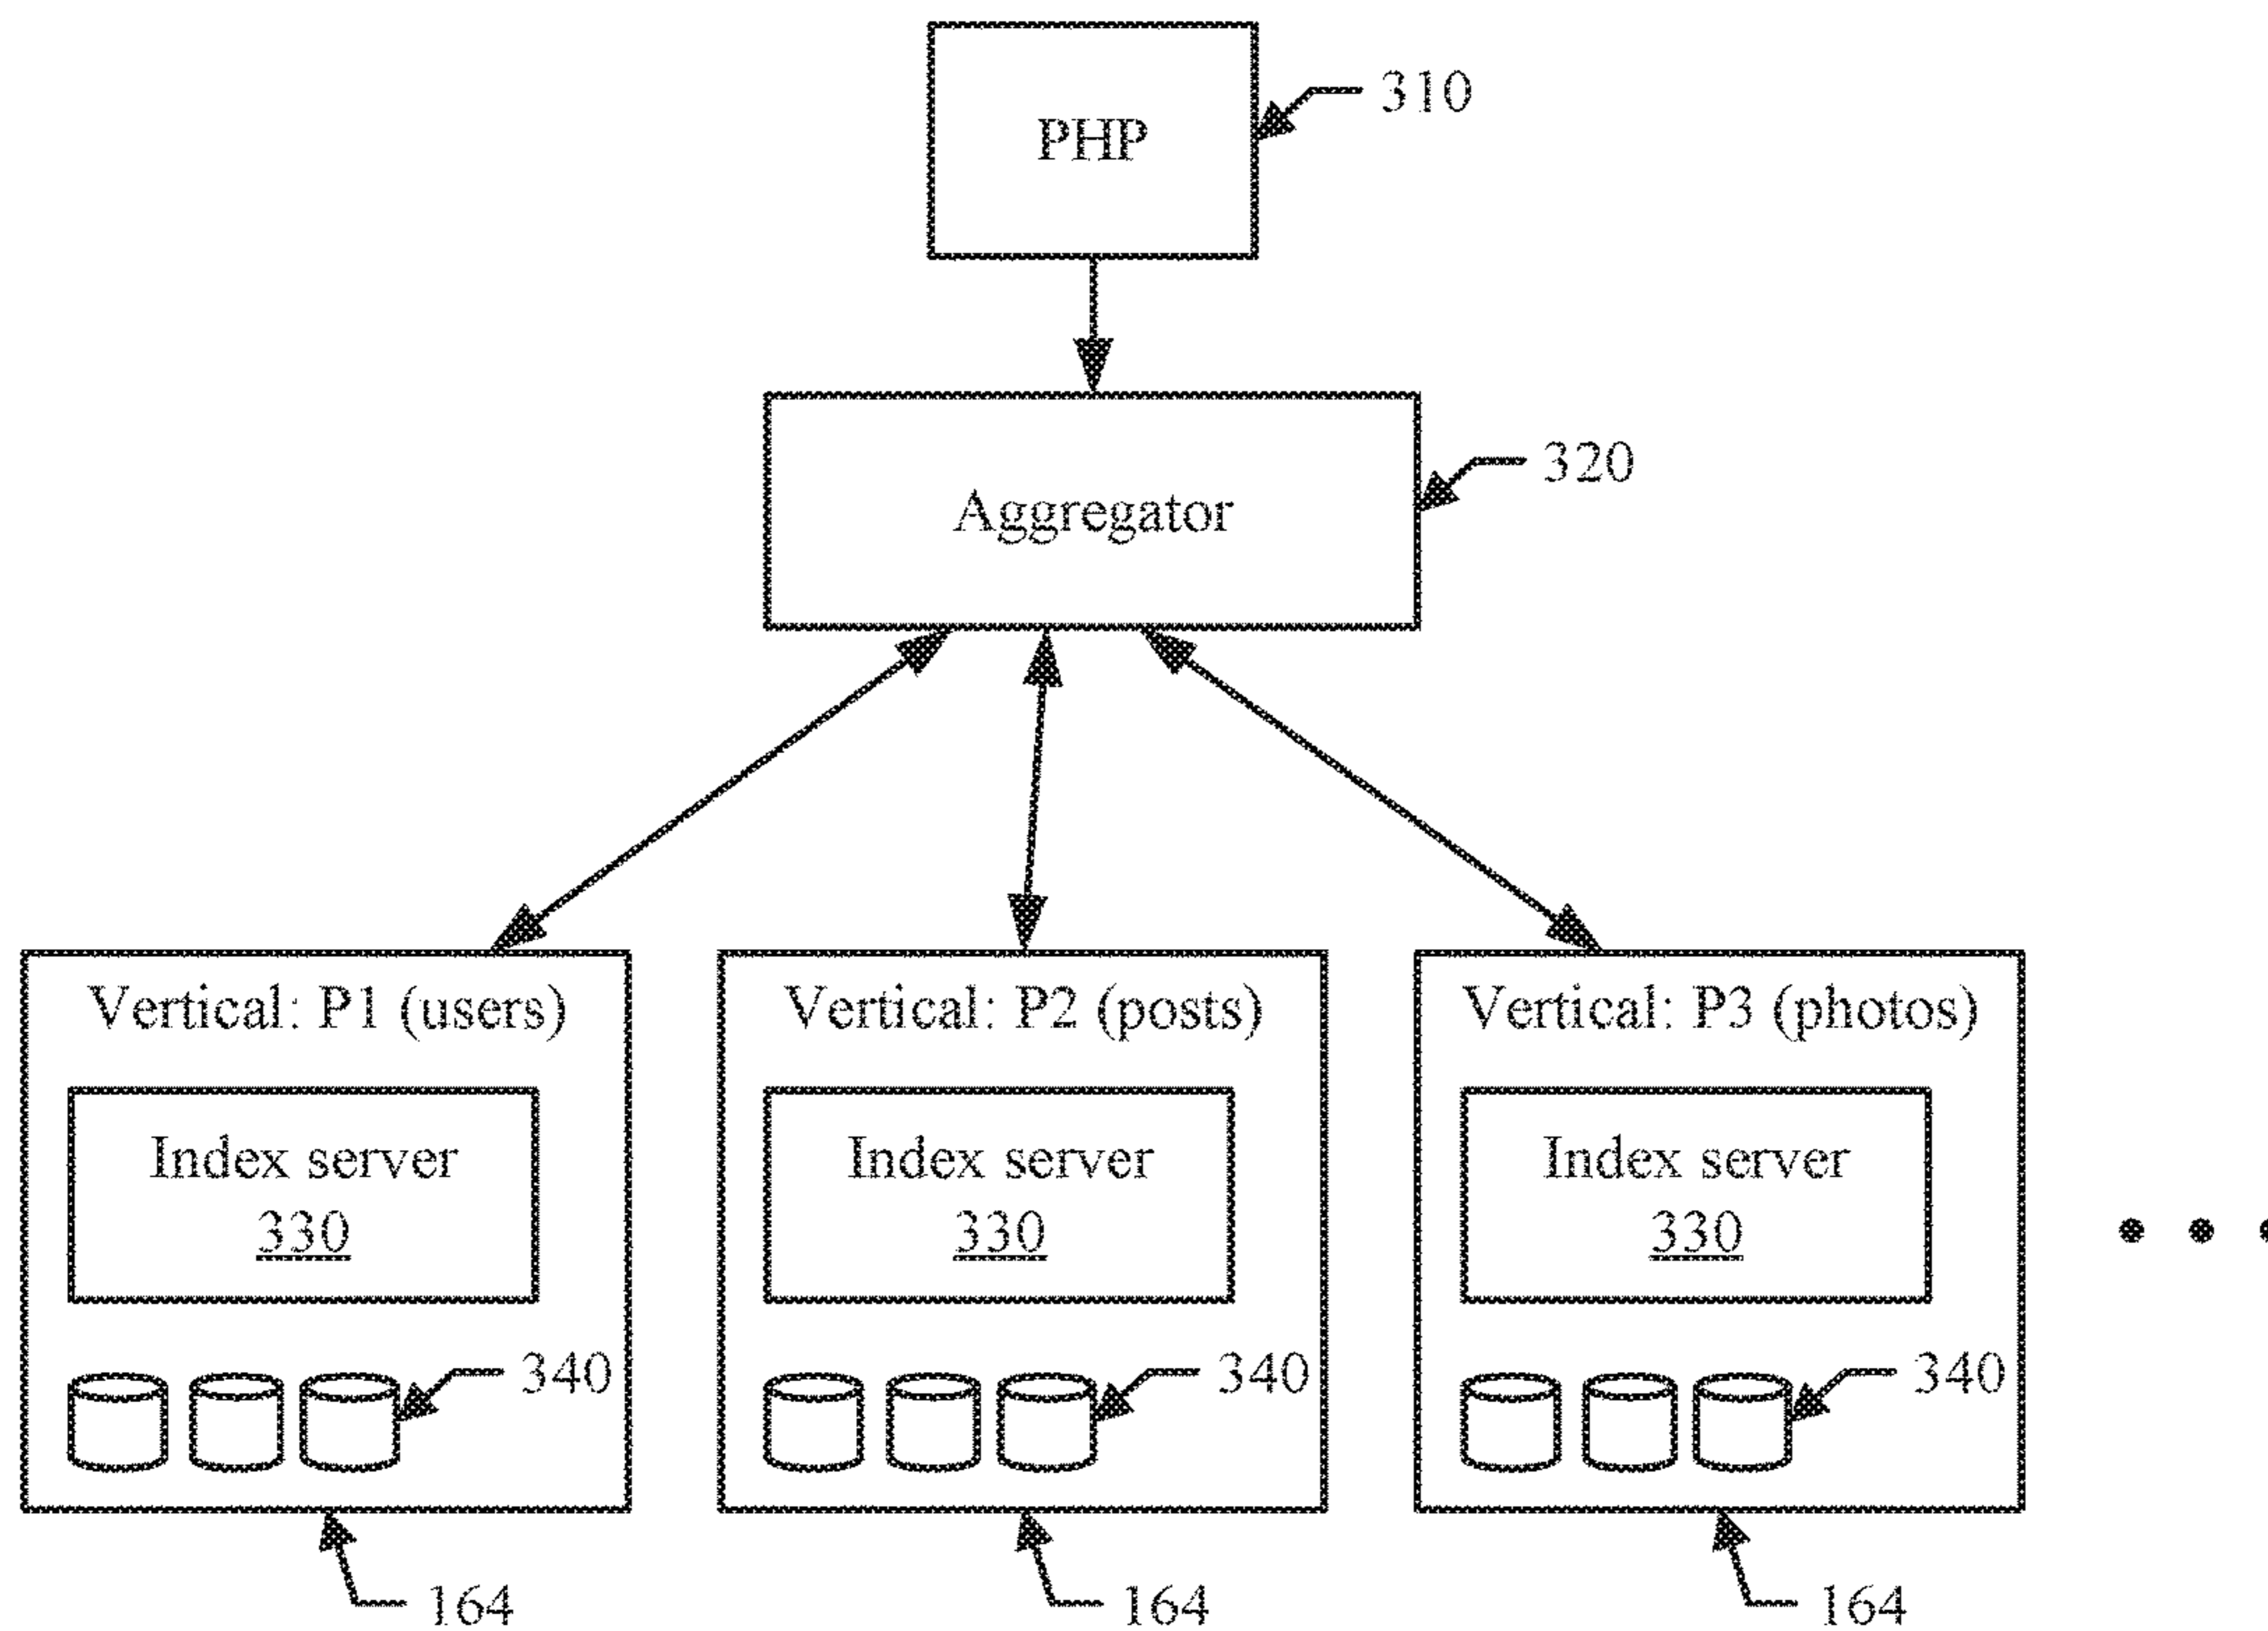 PHP
310
Aggregator
320
Vertical: P1 (users)
Index server
330
340
164
Vertical: P2 (posts)
Index server
330
340
164
Vertical: P3 (photos)
Index server
330
340
164